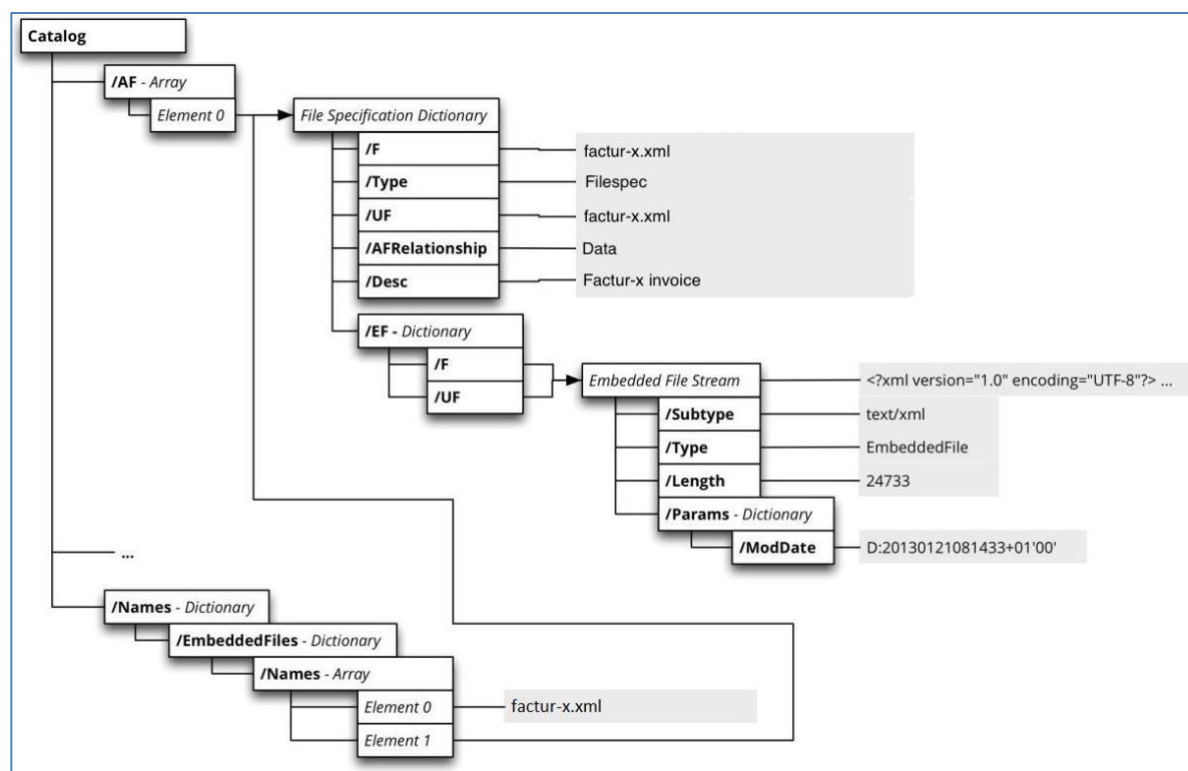 Catalog
/AF - Array
Element 0
File Specification Dictionary
/F factur-x.xml
/Type Filespec
/UF factur-x.xml
/AFRelationship Data
/Desc Factur-x invoice
/EF - Dictionary
/F
/UF
Embedded File Stream <?xml version="1.0" encoding="UTF-8"?> ...
/Subtype text/xml
/Type EmbeddedFile
/Length 24733
/Params - Dictionary
/ModDate D:20130121081433+01'00'
...
/Names - Dictionary
/EmbeddedFiles - Dictionary
/Names - Array
Element 0 factur-x.xml
Element 1